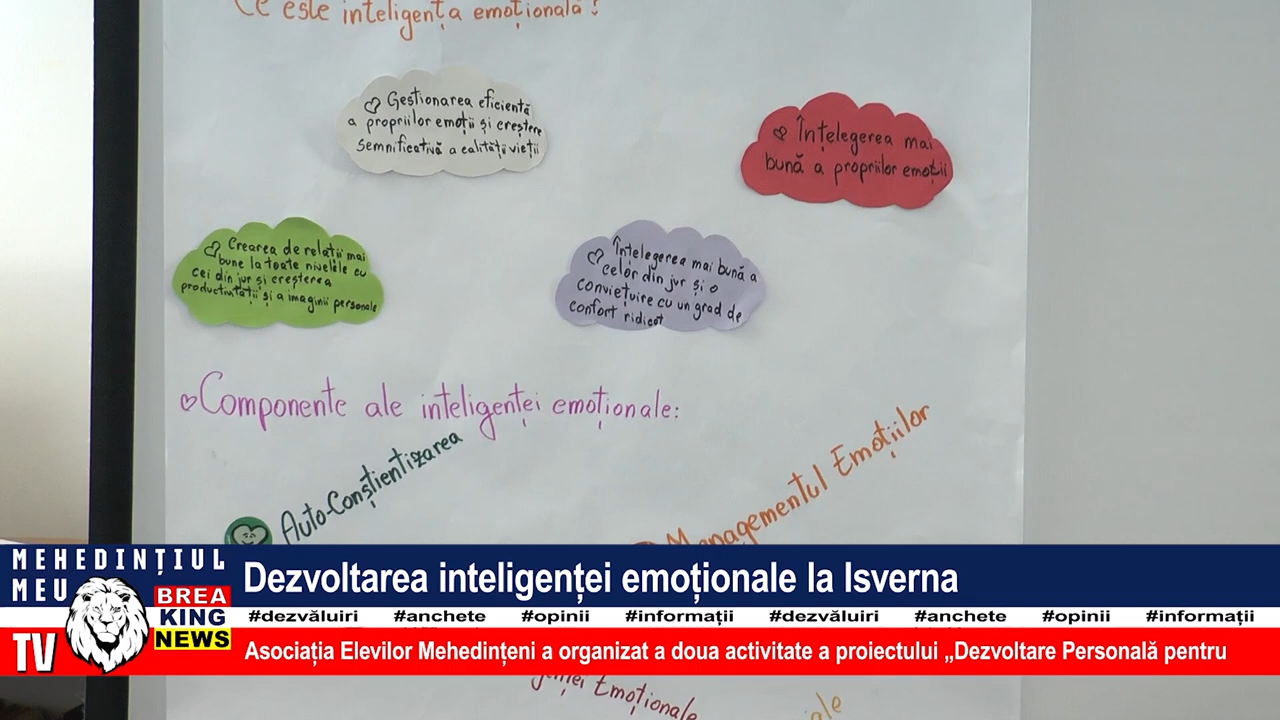 Ce este inteligența emoțională?
Gestionarea eficientă
a propriilor emoții și creștere
semnificativă a calității vieții
Înțelegerea mai
bună a propriilor emoții
Crearea de relații mai
bune la toate nivelele cu
cei din jur și creșterea
productivității și a imaginii personale
Înțelegerea mai bună a
celor din jur și o
conviețuire cu un grad de
confort ridicat
Componente ale inteligenței emoționale:
Auto-Conștientizarea
Managementul Emoțiilor
MEHEDINȚIUL
MEU
TV
BREA
KING
NEWS
Dezvoltarea inteligenței emoționale la Isverna
#dezvăluiri #anchete #opinii #informații #dezvăluiri #anchete #opinii #informații
Asociația Elevilor Mehedințeni a organizat a doua activitate a proiectului „Dezvoltare Personală pentru
Emoționale